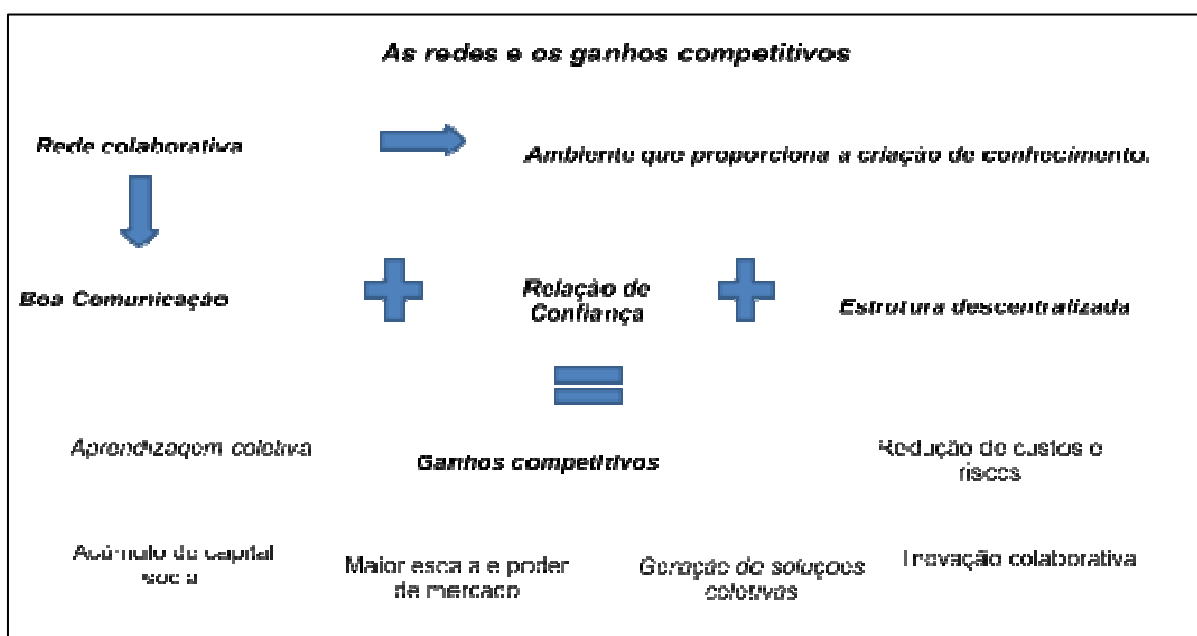 As redes e os ganhos competitivos
Rede colaborativa
Ambiente que proporciona a criação de conhecimento.
Boa Comunicação
Relação de
Confiança
Estrutura descentralizada
Aprendizagem coletiva
Ganhos competitivos
Redução de custos e
riscos
Acúmulo de capital
social
Maior escala e poder
de mercado
Geração de soluções
coletivas
Inovação colaborativa